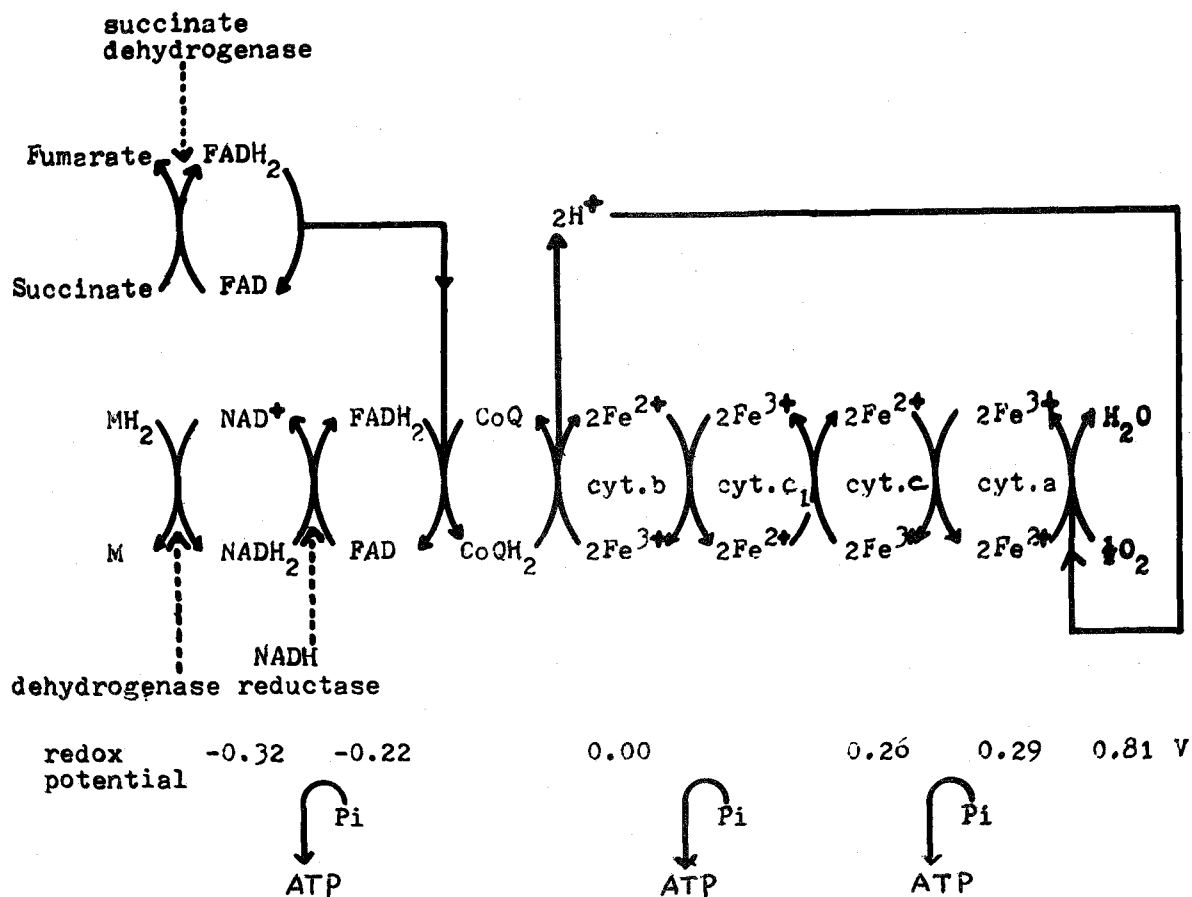 succinate
dehydrogenase
Fumarate FADH2
2H+
Succinate FAD
MH2 NAD+ FADH2 CoQ 2Fe2+ 2Fe3+ 2Fe2+ 2Fe3+ H2O
cyt.b cyt.c1 cyt.c cyt.a
M NADH2 FAD CoQH2 2Fe3+ 2Fe2+ 2Fe3+ 2Fe2+ ½O2
NADH
dehydrogenase reductase
redox -0.32 -0.22 0.00 0.26 0.29 0.81 V
potential
Pi Pi Pi
ATP ATP ATP